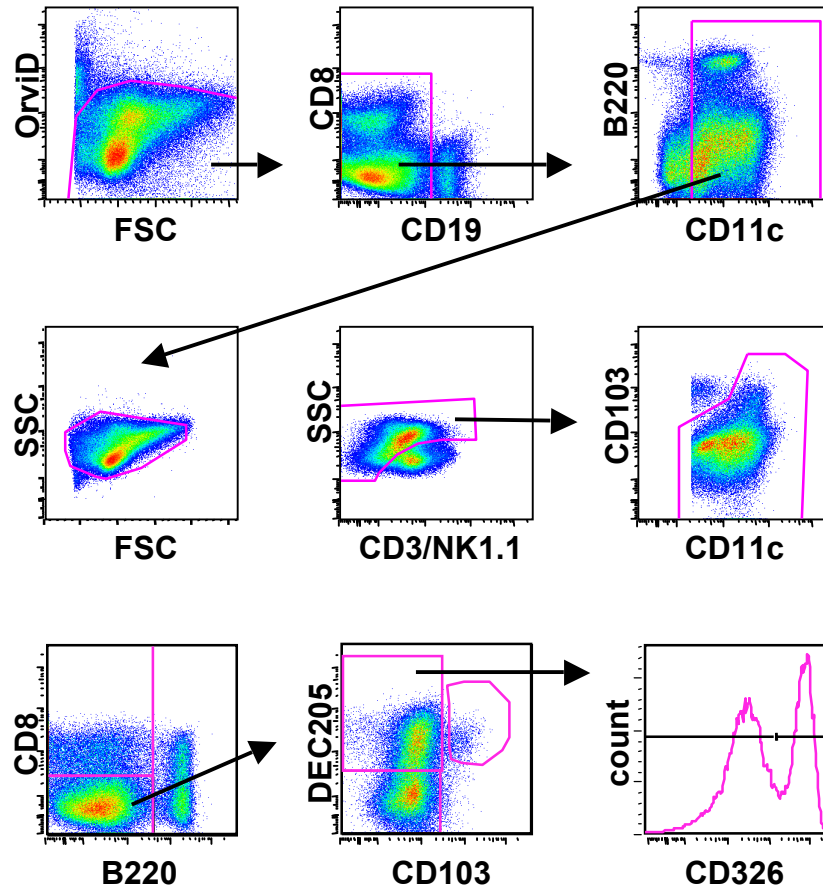 OrviD
FSC
CD8
CD19
B220
CD11c
SSC
FSC
SSC
CD3/NK1.1
CD103
CD11c
CD8
B220
DEC205
CD103
count
CD326